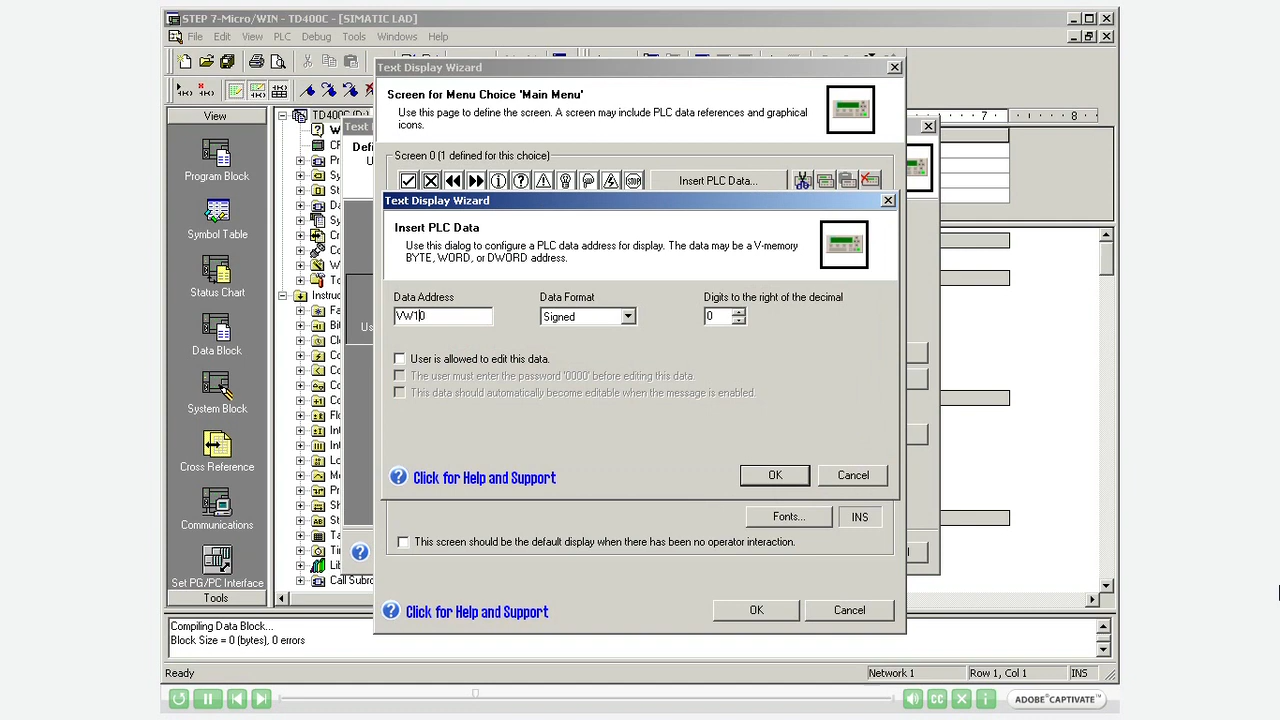 STEP 7-Micro/WIN - TD400C - [SIMATIC LAD]
File Edit View PLC Debug Tools Windows Help
View
Program Block
Symbol Table
Status Chart
Data Block
System Block
Cross Reference
Communications
Set PG/PC Interface
Tools
TD400C
Instruc
Call Subro
Text Display Wizard
Screen for Menu Choice 'Main Menu'
Use this page to define the screen. A screen may include PLC data references and graphical
icons.
Screen 0 (1 defined for this choice)
Insert PLC Data...
STOP
Text Display Wizard
Insert PLC Data
Use this dialog to configure a PLC data address for display. The data may be a V-memory
BYTE, WORD, or DWORD address.
Data Address
Data Format
Digits to the right of the decimal
VW10
Signed
0
User is allowed to edit this data.
The user must enter the password '0000' before editing this data.
This data should automatically become editable when the message is enabled.
Click for Help and Support
OK
Cancel
Fonts...
INS
This screen should be the default display when there has been no operator interaction.
Click for Help and Support
OK
Cancel
7
8
Compiling Data Block...
Block Size = 0 (bytes), 0 errors
Ready
Network 1
Row 1, Col 1
INS
CC
ADOBE® CAPTIVATE™